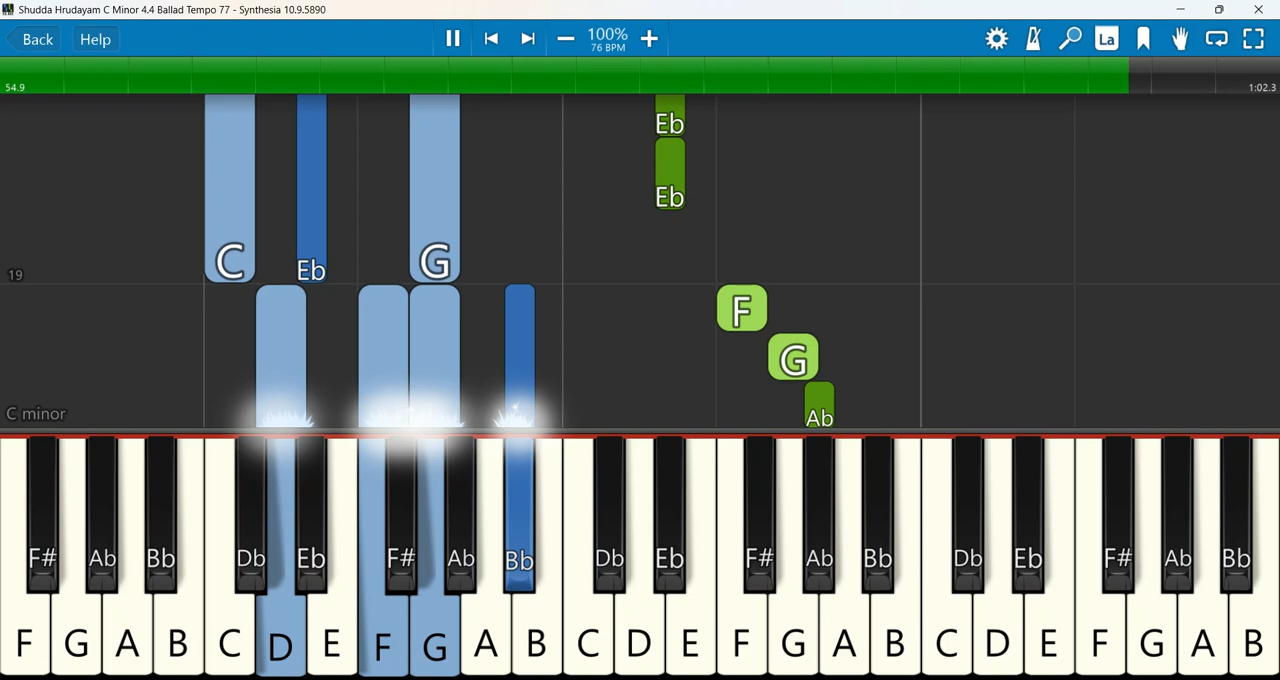 Shudda Hrudayam C Minor 4.4 Ballad Tempo 77 - Synthesia 10.9.5890
Back Help 100% La
76 BPM
54.9 1:02.3
Eb
Eb
C Eb G
19
F
G
C minor Ab
F# Ab Bb Db Eb F# Ab Bb Db Eb F# Ab Bb Db Eb F# Ab Bb
F G A B C D E F G A B C D E F G A B C D E F G A B